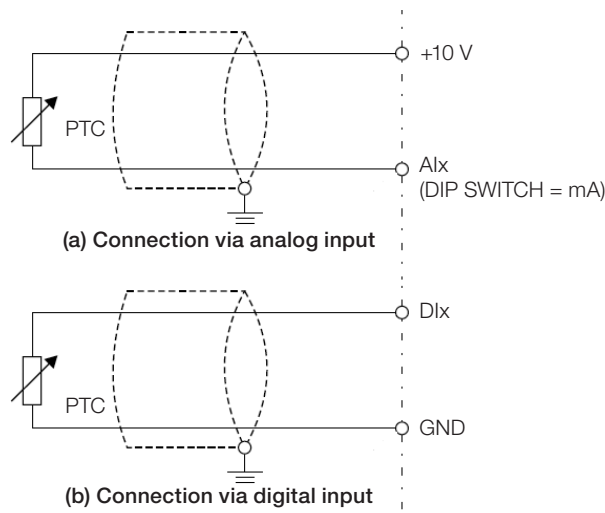 +10 V
PTC
AIx
(DIP SWITCH = mA)
(a) Connection via analog input
DIx
PTC
GND
(b) Connection via digital input